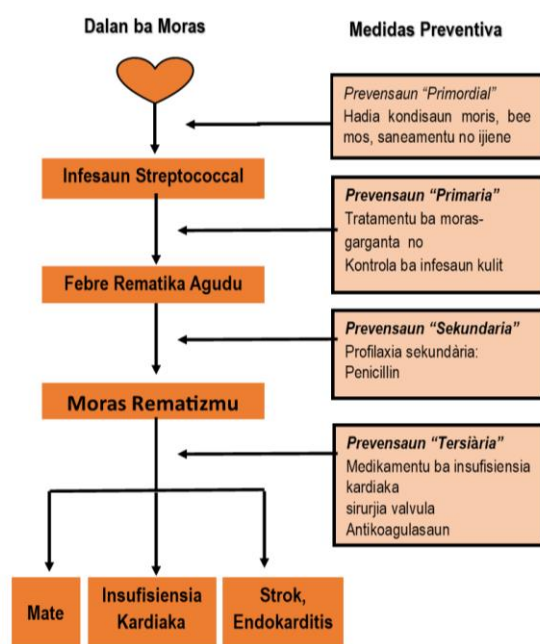 Dalan ba Moras
Medidas Preventiva
Prevensaun “Primordial”
Hadia kondisaun moris, bee
mos, saneamentu no ijiene
Infesaun Streptococcal
Prevensaun “Primaria”
Tratamentu ba moras-
garganta no
Kontrola ba infesaun kulit
Febre Rematika Agudu
Prevensaun “Sekundaria”
Profilaxia sekundària:
Penicillin
Moras Rematizmu
Prevensaun “Tersiària”
Medikamentu ba insufisiensia
kardiaka
sirurjia valvula
Antikoagulasaun
Mate
Insufisiensia
Kardiaka
Strok,
Endokarditis